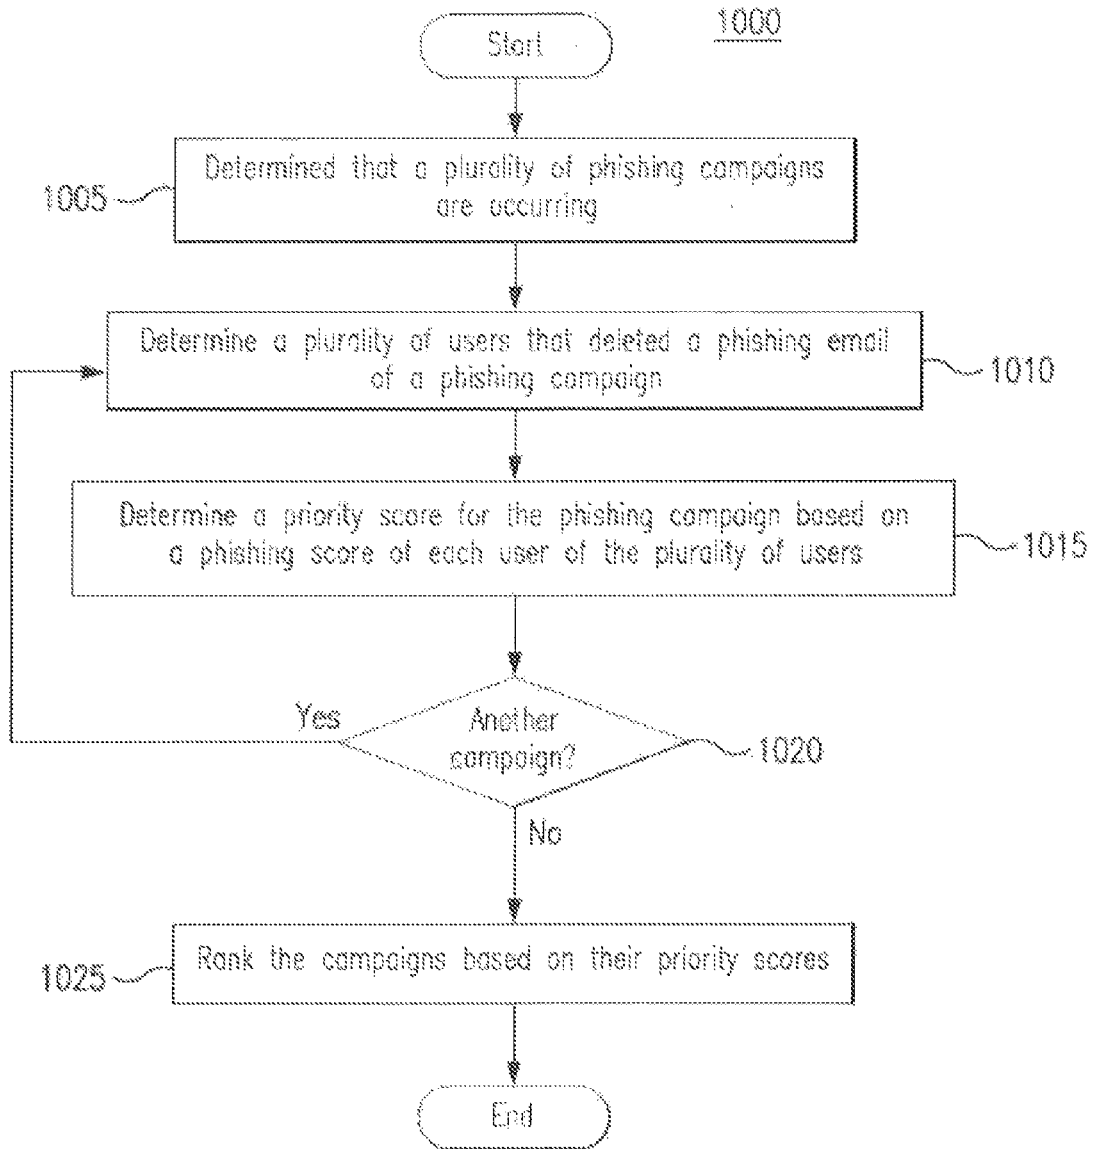 1000
Start
Determined that a plurality of phishing campaigns
are occurring
1005
Determine a plurality of users that deleted a phishing email
of a phishing campaign
1010
Determine a priority score for the phishing campaign based on
a phishing score of each user of the plurality of users
1015
Yes
Another
campaign?
1020
No
Rank the campaigns based on their priority scores
1025
End